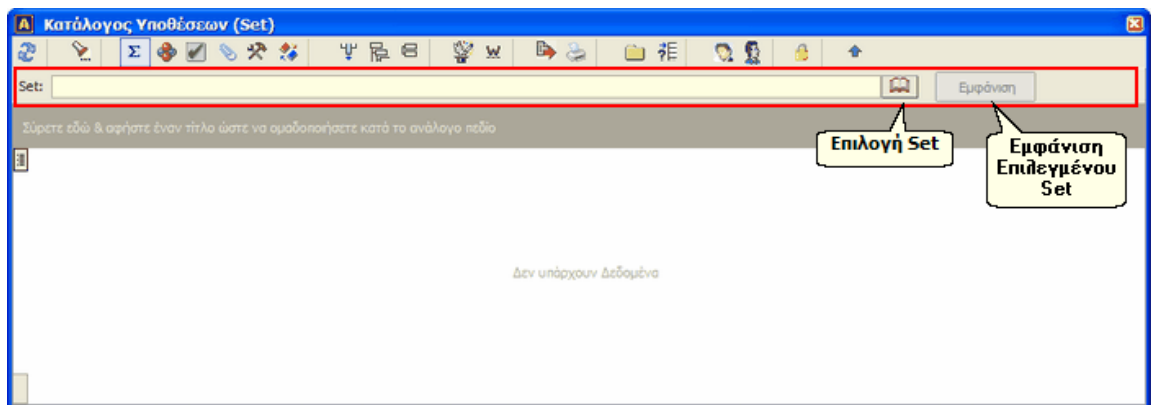 Κατάλογος Υποθέσεων (Set)
Σ
W
Set:
Εμφάνιση
Σύρετε εδώ & αφήστε έναν τίτλο ώστε να ομαδοποιήσετε κατά το ανάλογο πεδίο
Επιλογή Set
Εμφάνιση
Επιλεγμένου
Set
Δεν υπάρχουν Δεδομένα